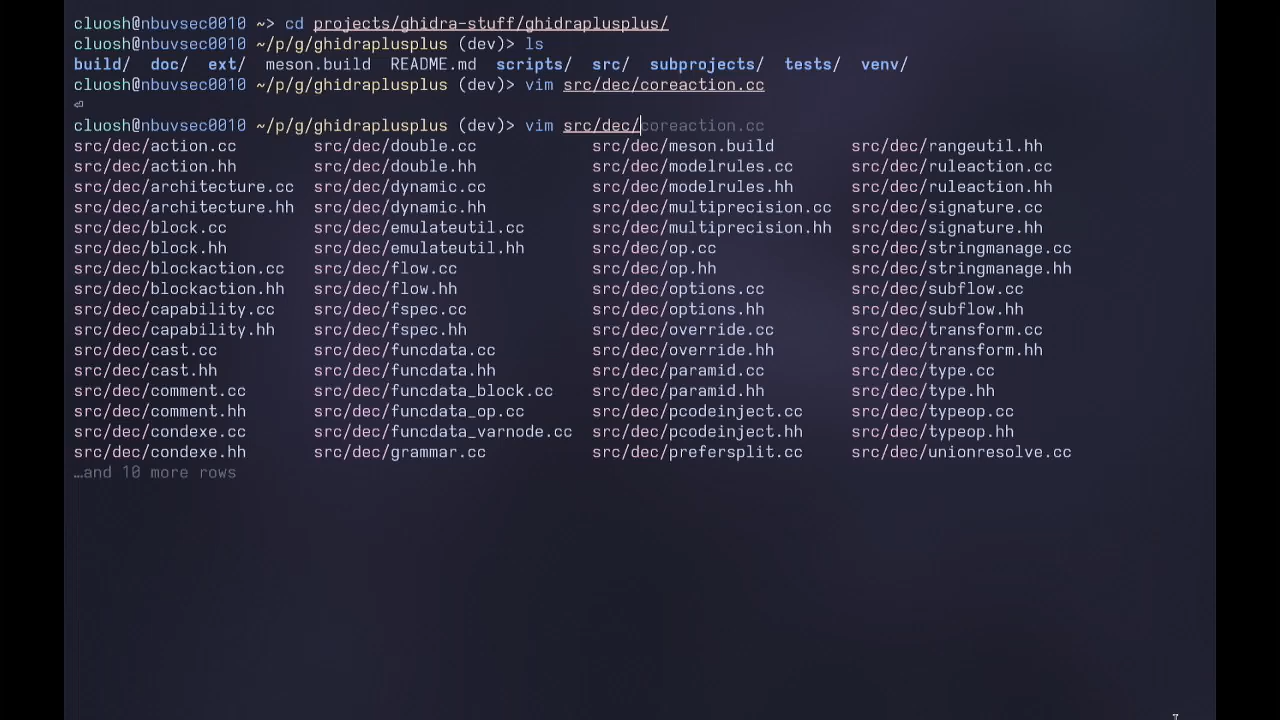 cluosh@nbuvsec0010 ~> cd projects/ghidra-stuff/ghidraplusplus/
cluosh@nbuvsec0010 ~/p/g/ghidraplusplus (dev)> ls
build/ doc/ ext/ meson.build README.md scripts/ src/ subprojects/ tests/ venv/
cluosh@nbuvsec0010 ~/p/g/ghidraplusplus (dev)> vim src/dec/coreaction.cc
⏎
cluosh@nbuvsec0010 ~/p/g/ghidraplusplus (dev)> vim src/dec/coreaction.cc
src/dec/action.cc src/dec/double.cc src/dec/meson.build src/dec/rangeutil.hh
src/dec/action.hh src/dec/double.hh src/dec/modelrules.cc src/dec/ruleaction.cc
src/dec/architecture.cc src/dec/dynamic.cc src/dec/modelrules.hh src/dec/ruleaction.hh
src/dec/architecture.hh src/dec/dynamic.hh src/dec/multiprecision.cc src/dec/signature.cc
src/dec/block.cc src/dec/emulateutil.cc src/dec/multiprecision.hh src/dec/signature.hh
src/dec/block.hh src/dec/emulateutil.hh src/dec/op.cc src/dec/stringmanage.cc
src/dec/blockaction.cc src/dec/flow.cc src/dec/op.hh src/dec/stringmanage.hh
src/dec/blockaction.hh src/dec/flow.hh src/dec/options.cc src/dec/subflow.cc
src/dec/capability.cc src/dec/fspec.cc src/dec/options.hh src/dec/subflow.hh
src/dec/capability.hh src/dec/fspec.hh src/dec/override.cc src/dec/transform.cc
src/dec/cast.cc src/dec/funcdata.cc src/dec/override.hh src/dec/transform.hh
src/dec/cast.hh src/dec/funcdata.hh src/dec/paramid.cc src/dec/type.cc
src/dec/comment.cc src/dec/funcdata_block.cc src/dec/paramid.hh src/dec/type.hh
src/dec/comment.hh src/dec/funcdata_op.cc src/dec/pcodeinject.cc src/dec/typeop.cc
src/dec/condexe.cc src/dec/funcdata_varnode.cc src/dec/pcodeinject.hh src/dec/typeop.hh
src/dec/condexe.hh src/dec/grammar.cc src/dec/prefersplit.cc src/dec/unionresolve.cc
…and 10 more rows